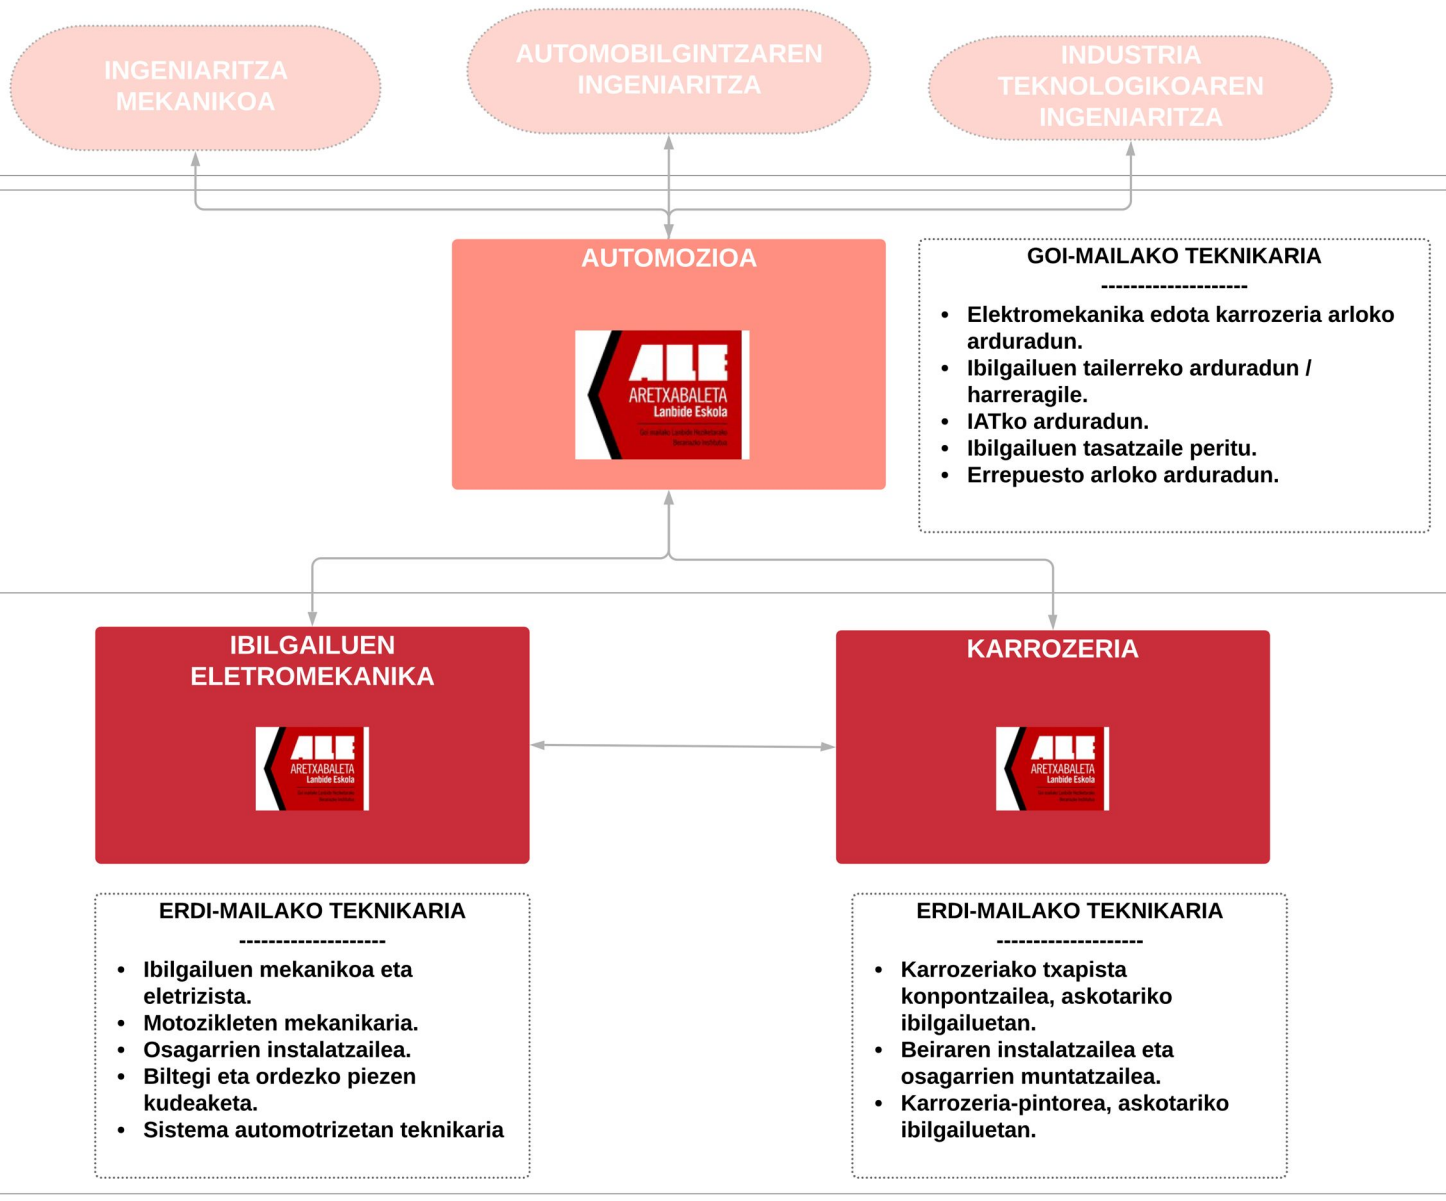 INGENIARITZA
MEKANIKOA
AUTOMOBILGINTZAREN
INGENIARITZA
INDUSTRIA
TEKNOLOGIKOAREN
INGENIARITZA
AUTOMOZIOA
ALE
ARETXABALETA
Lanbide Eskola
GOI-MAILAKO TEKNIKARIA
--------------------
• Elektromekanika edota karrozeria arloko
arduradun.
• Ibilgailuen tailerreko arduradun /
harreragile.
• IATko arduradun.
• Ibilgailuen tasatzaile peritu.
• Errepuesto arloko arduradun.
IBILGAILUEN
ELETROMEKANIKA
ALE
ARETXABALETA
Lanbide Eskola
KARROZERIA
ALE
ARETXABALETA
Lanbide Eskola
ERDI-MAILAKO TEKNIKARIA
--------------------
• Ibilgailuen mekanikoa eta
eletrizista.
• Motozikleten mekanikaria.
• Osagarrien instalatzailea.
• Biltegi eta ordezko piezen
kudeaketa.
• Sistema automotrizetan teknikaria
ERDI-MAILAKO TEKNIKARIA
--------------------
• Karrozeriako txapista
konpontzailea, askotariko
ibilgailuetan.
• Beiraren instalatzailea eta
osagarrien muntatzailea.
• Karrozeria-pintorea, askotariko
ibilgailuetan.